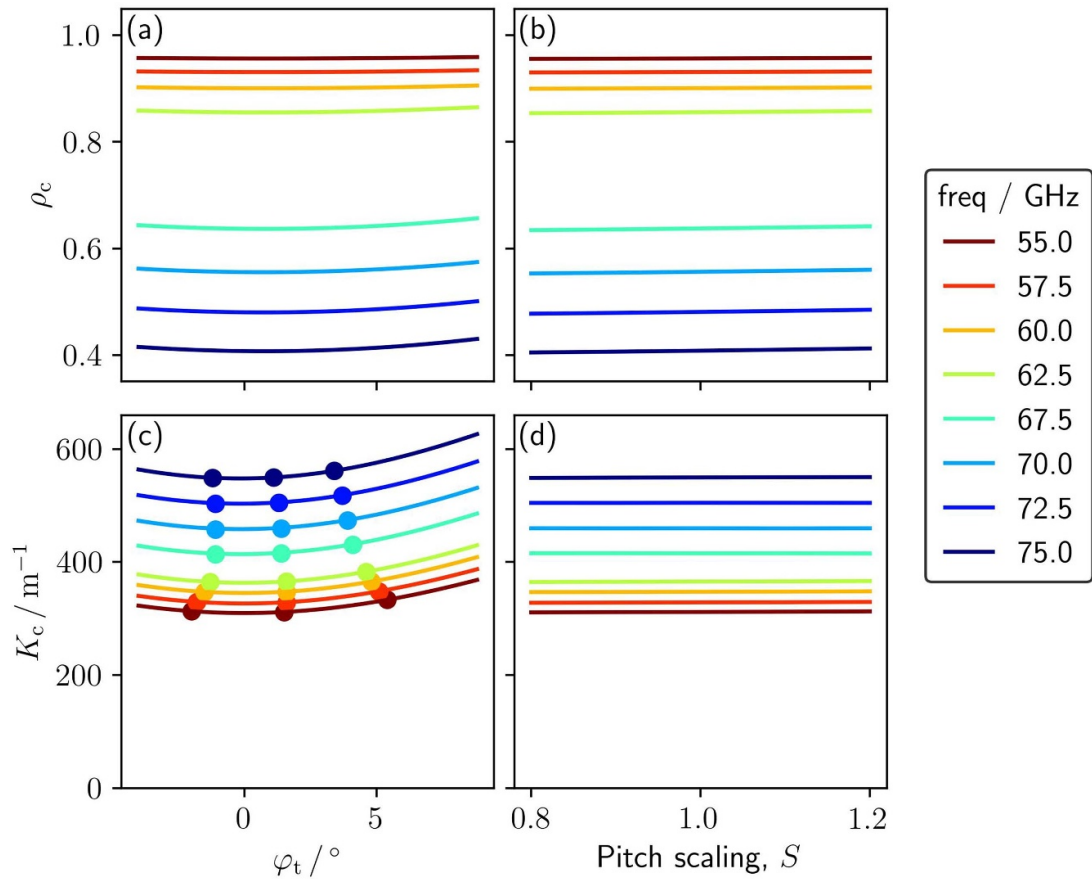 (a)
(b)
1.0
0.8
0.6
0.4
ρc
(c)
(d)
600
400
200
0
Kc / m−1
0
5
φt / °
0.8
1.0
1.2
Pitch scaling, S
freq / GHz
55.0
57.5
60.0
62.5
67.5
70.0
72.5
75.0